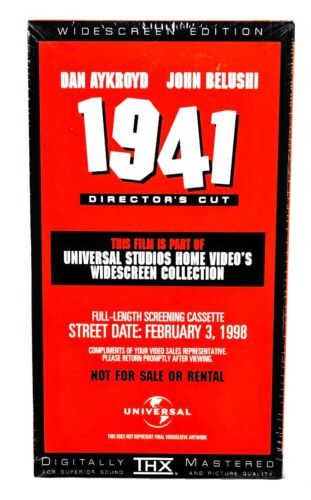 WIDESCREEN EDITION
DAN AYKROYD JOHN BELUSHI
1941
DIRECTOR'S CUT
THIS FILM IS PART OF
UNIVERSAL STUDIOS HOME VIDEO'S
WIDESCREEN COLLECTION
FULL-LENGTH SCREENING CASSETTE
STREET DATE: FEBRUARY 3, 1998
COMPLIMENTS OF YOUR VIDEO SALES REPRESENTATIVE.
PLEASE RETURN PROMPTLY AFTER VIEWING.
NOT FOR SALE OR RENTAL
UNIVERSAL
THIS DOES NOT REPRESENT FINAL VIDEOSLEEVE ARTWORK
DIGITALLY THX MASTERED
FOR SUPERIOR SOUND AND PICTURE QUALITY